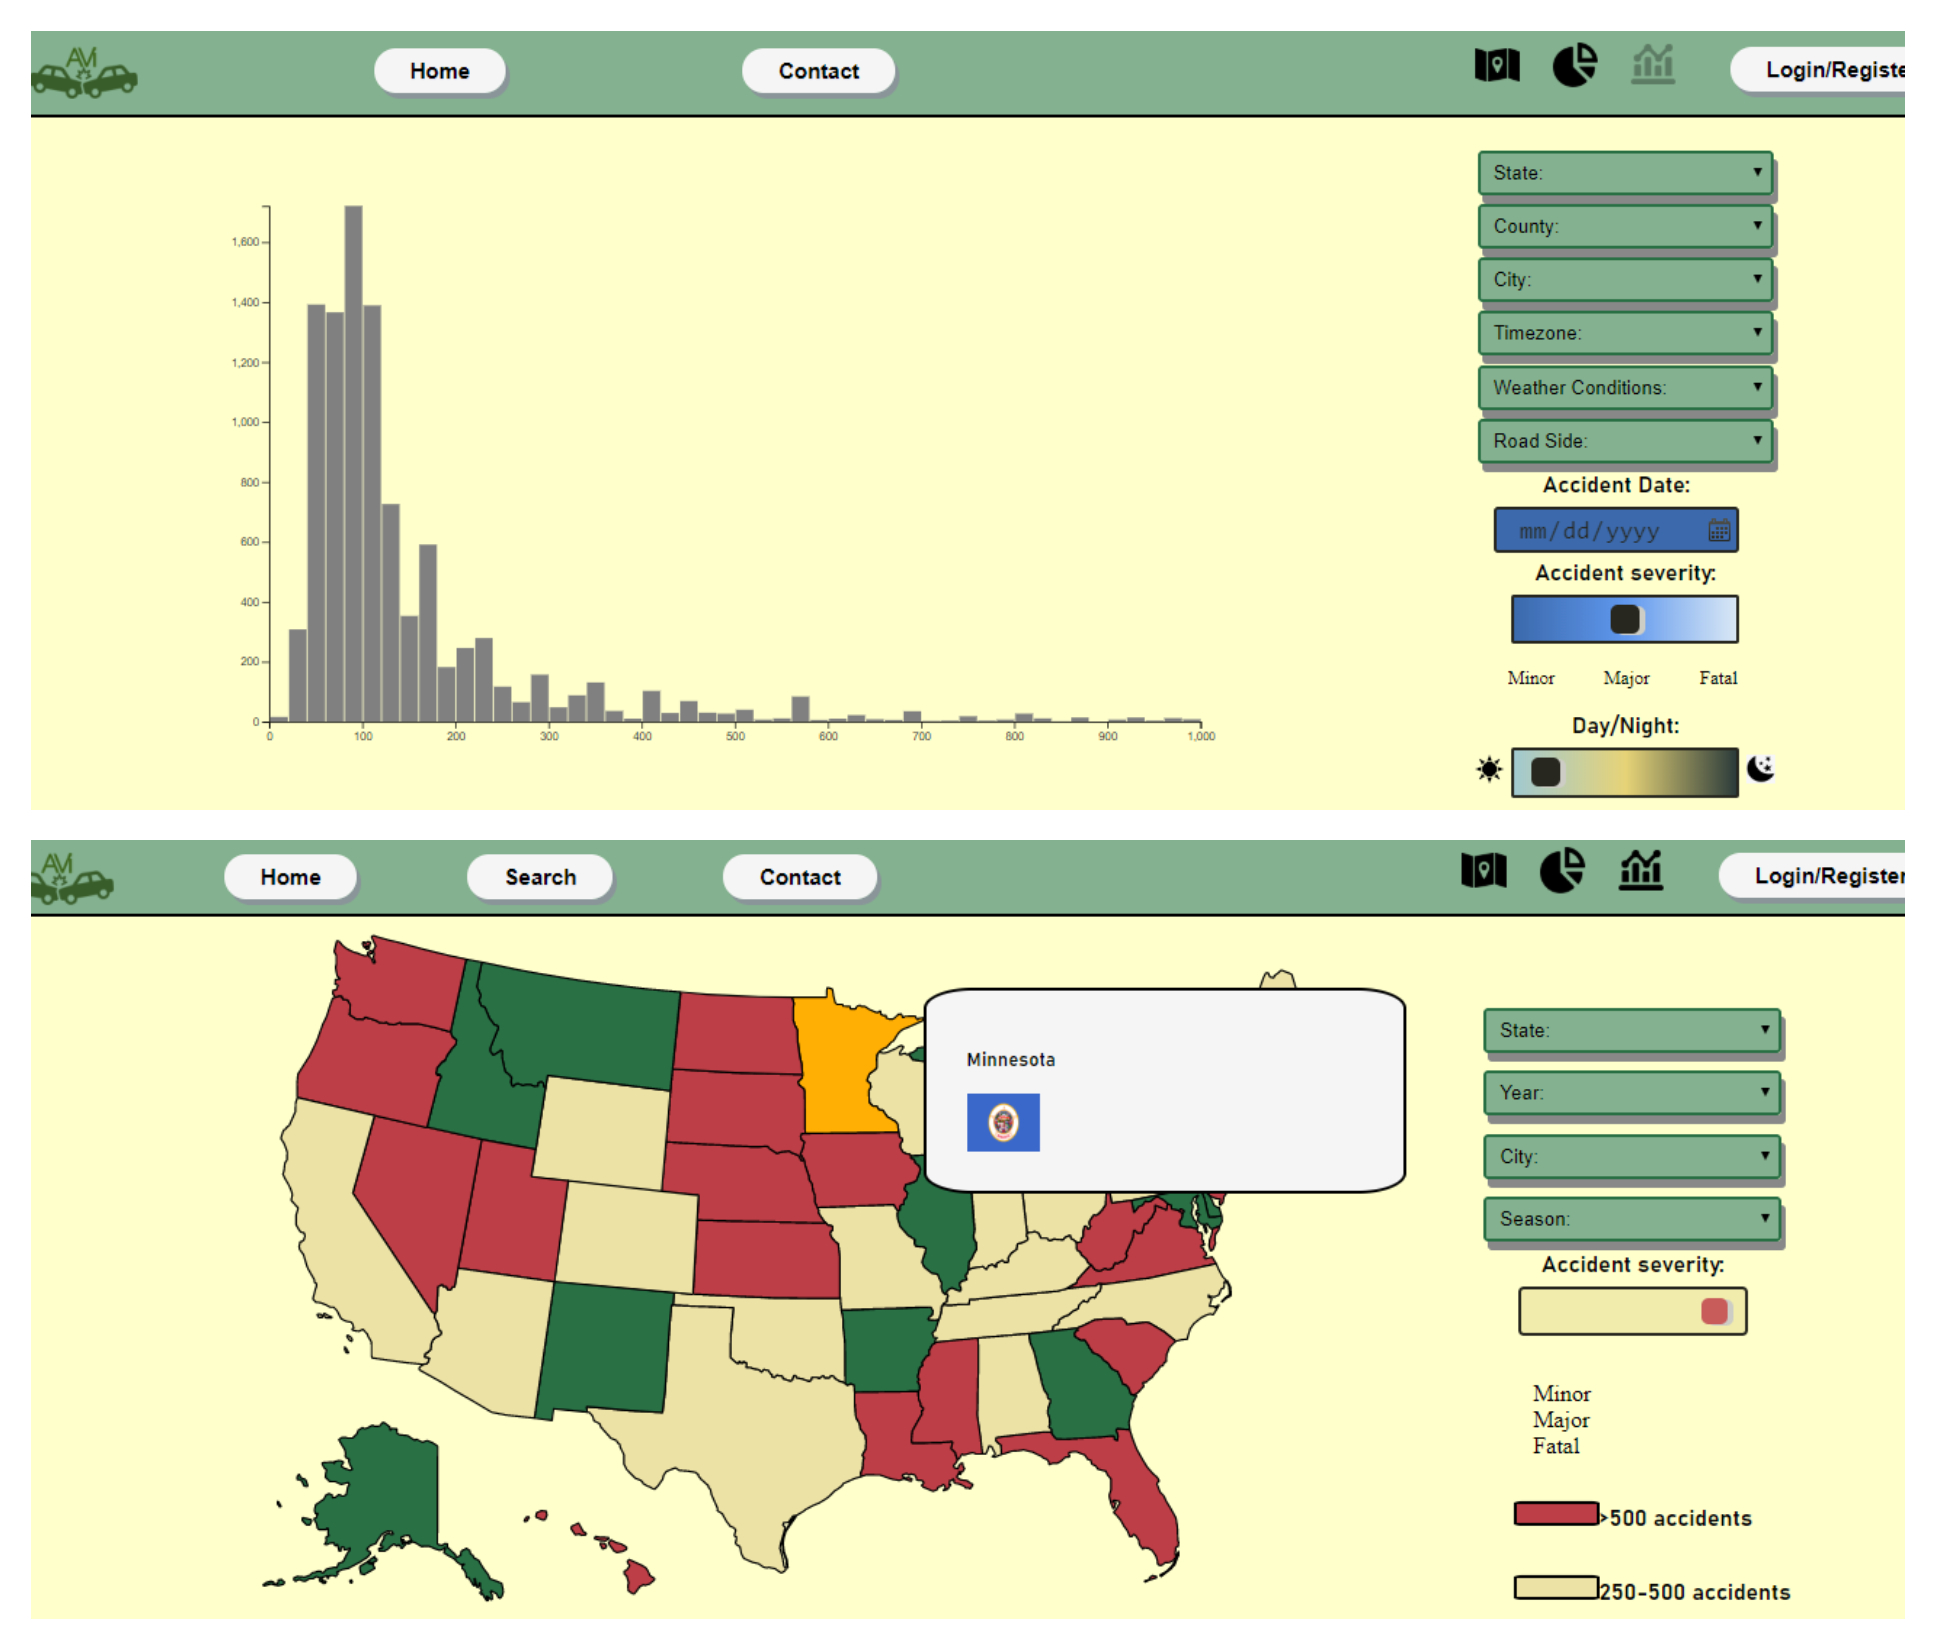 AVi
Home
Contact
Login/Registe
State:
County:
City:
Timezone:
Weather Conditions:
Road Side:
Accident Date:
mm/dd/yyyy
Accident severity:
Minor Major Fatal
Day/Night:
1,600
1,400
1,200
1,000
800
600
400
200
0
0 100 200 300 400 500 600 700 800 900 1,000
AVi
Home
Search
Contact
Login/Register
Minnesota
State:
Year:
City:
Season:
Accident severity:
Minor
Major
Fatal
>500 accidents
250-500 accidents